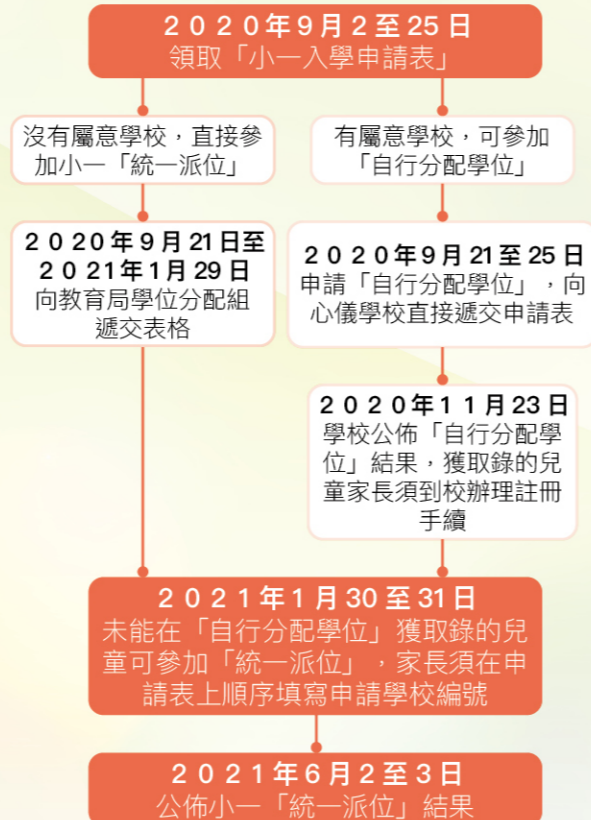 2020年9月2至25日
領取「小一入學申請表」
沒有屬意學校，直接參
加小一「統一派位」
有屬意學校，可參加
「自行分配學位」
2020年9月21日至
2021年1月29日
向教育局學位分配組
遞交表格
2020年9月21至25日
申請「自行分配學位」，向
心儀學校直接遞交申請表
2020年11月23日
學校公佈「自行分配學
位」結果，獲取錄的兒
童家長須到校辦理註冊
手續
2021年1月30至31日
未能在「自行分配學位」獲取錄的兒
童可參加「統一派位」，家長須在申
請表上順序填寫申請學校編號
2021年6月2至3日
公佈小一「統一派位」結果